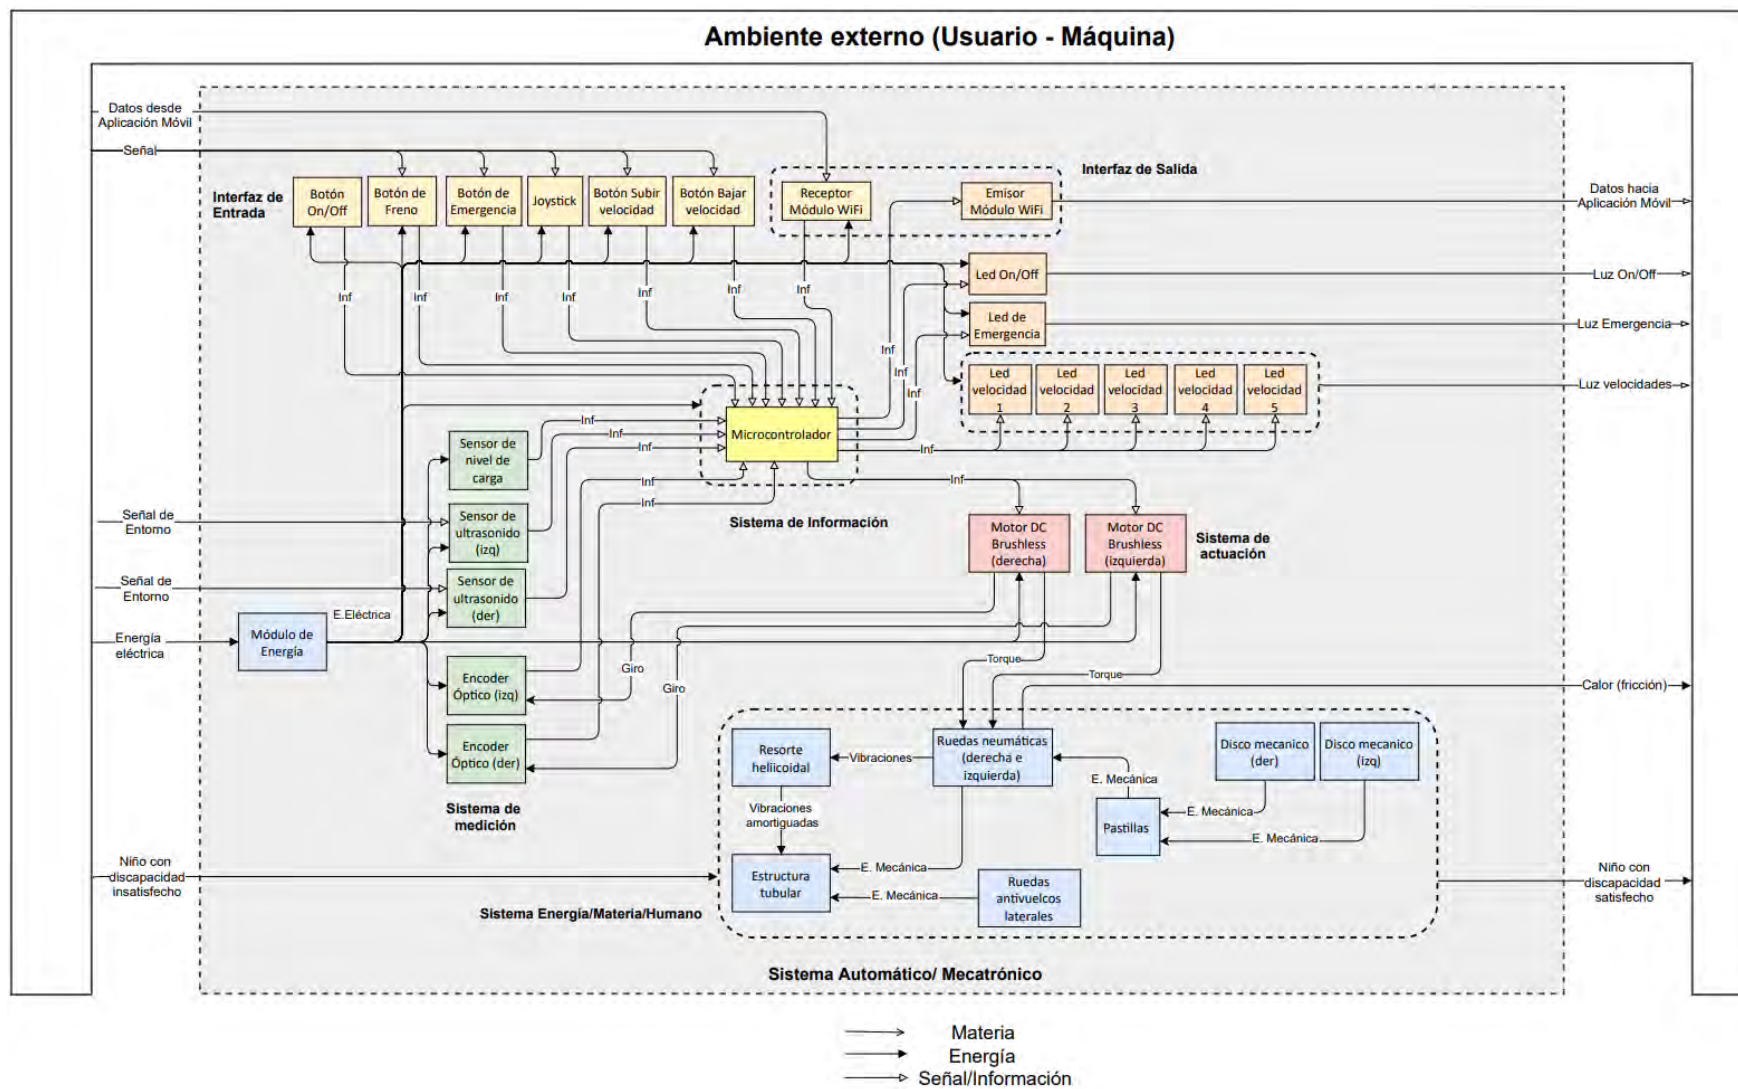 Ambiente externo (Usuario - Máquina)
Datos desde
Aplicación Móvil
Señal
Interfaz de
Entrada
Botón
On/Off
Botón de
Freno
Botón de
Emergencia
Joystick
Botón Subir
velocidad
Botón Bajar
velocidad
Receptor
Módulo WiFi
Emisor
Módulo WiFi
Interfaz de Salida
Datos hacia
Aplicación Móvil
Led On/Off
Luz On/Off
Led de
Emergencia
Luz Emergencia
Inf
Inf
Inf
Inf
Inf
Inf
Inf
Inf
Inf
Inf
Led
velocidad
1
Led
velocidad
2
Led
velocidad
3
Led
velocidad
4
Led
velocidad
5
Luz velocidades
Microcontrolador
Inf
Inf
Inf
Inf
Inf
Inf
Inf
Sistema de Información
Sensor de
nivel de
carga
Señal de
Entorno
Sensor de
ultrasonido
(izq)
Señal de
Entorno
Sensor de
ultrasonido
(der)
Motor DC
Brushless
(derecha)
Motor DC
Brushless
(izquierda)
Sistema de
actuación
Energía
eléctrica
Módulo de
Energía
E.Eléctrica
Encoder
Óptico (izq)
Encoder
Óptico (der)
Giro
Giro
Torque
Torque
Sistema de
medición
Calor (fricción)
Resorte
heliicoidal
Vibraciones
Ruedas neumáticas
(derecha e
izquierda)
Disco mecanico
(der)
Disco mecanico
(izq)
E. Mecánica
Vibraciones
amortiguadas
Pastillas
E. Mecánica
E. Mecánica
Niño con
discapacidad
insatisfecho
Estructura
tubular
E. Mecánica
E. Mecánica
Ruedas
antivuelcos
laterales
Niño con
discapacidad
satisfecho
Sistema Energía/Materia/Humano
Sistema Automático/ Mecatrónico
Materia
Energía
Señal/Información